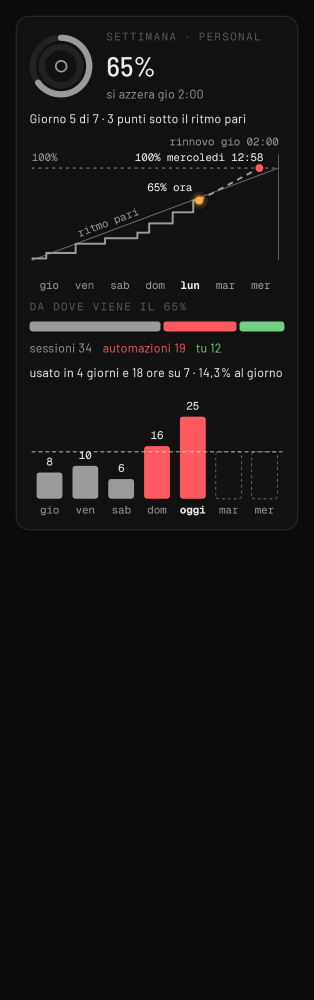 SETTIMANA · PERSONAL
65%
si azzera gio 2:00
Giorno 5 di 7 · 3 punti sotto il ritmo pari
rinnovo gio 02:00
100%
100% mercoledì 12:58
65% ora
ritmo pari
gio ven sab dom lun mar mer
DA DOVE VIENE IL 65%
sessioni 34 automazioni 19 tu 12
usato in 4 giorni e 18 ore su 7 · 14,3% al giorno
8 10 6 16 25
gio ven sab dom oggi mar mer